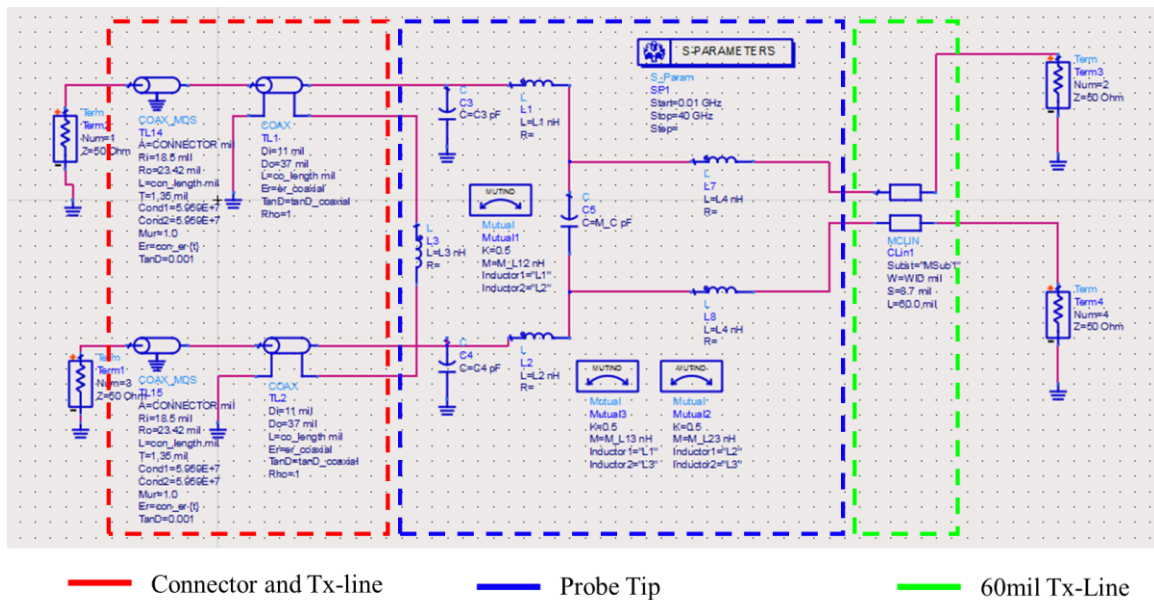 S-PARAMETERS
S_Param
SP1
Start=0.01 GHz
Stop=40 GHz
Step=
Term
Term2
Num=1
Z=50 Ohm
COAX_MDS
TL14
A=CONNECTOR mil
Ri=18.5 mil
Ro=23.42 mil
L=con_length mil
T=1.35 mil
Cond1=5.959E+7
Cond2=5.959E+7
Mur=1.0
Er=con_er {t}
TanD=0.001
COAX
TL1
Di=11 mil
Do=37 mil
L=co_length mil
Er=er_coaxial
TanD=tanD_coaxial
Rho=1
C
C3
C=C3 pF
L
L1
L=L1 nH
R=
L
L3
L=L3 nH
R=
MUTIND
Mutual
Mutual1
K=0.5
M=M_L12 nH
Inductor1="L1"
Inductor2="L2"
C
C5
C=M_C pF
L
L7
L=L4 nH
R=
Term
Term3
Num=2
Z=50 Ohm
MCLIN
CLin1
Subst="MSub1"
W=WID mil
S=8.7 mil
L=60.0 mil
L
L8
L=L4 nH
R=
Term
Term4
Num=4
Z=50 Ohm
Term
Term1
Num=3
Z=50 Ohm
COAX_MDS
TL15
A=CONNECTOR mil
Ri=18.5 mil
Ro=23.42 mil
L=con_length mil
T=1.35 mil
Cond1=5.959E+7
Cond2=5.959E+7
Mur=1.0
Er=con_er {t}
TanD=0.001
COAX
TL2
Di=11 mil
Do=37 mil
L=co_length mil
Er=er_coaxial
TanD=tanD_coaxial
Rho=1
C
C4
C=C4 pF
L
L2
L=L2 nH
R=
MUTIND
Mutual
Mutual3
K=0.5
M=M_L13 nH
Inductor1="L1"
Inductor2="L3"
MUTIND
Mutual
Mutual2
K=0.5
M=M_L23 nH
Inductor1="L2"
Inductor2="L3"
Connector and Tx-line
Probe Tip
60mil Tx-Line